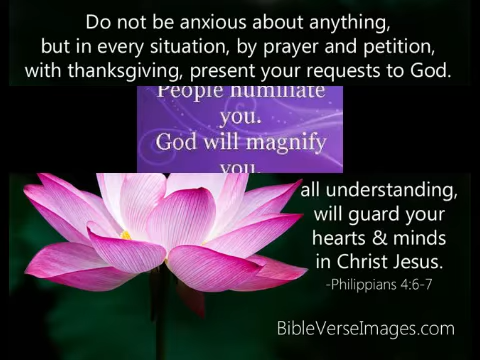 Do not be anxious about anything,
but in every situation, by prayer and petition,
with thanksgiving, present your requests to God.
People humiliate
you.
God will magnify
you.
all understanding,
will guard your
hearts & minds
in Christ Jesus.
-Philippians 4:6-7
BibleVerseImages.com